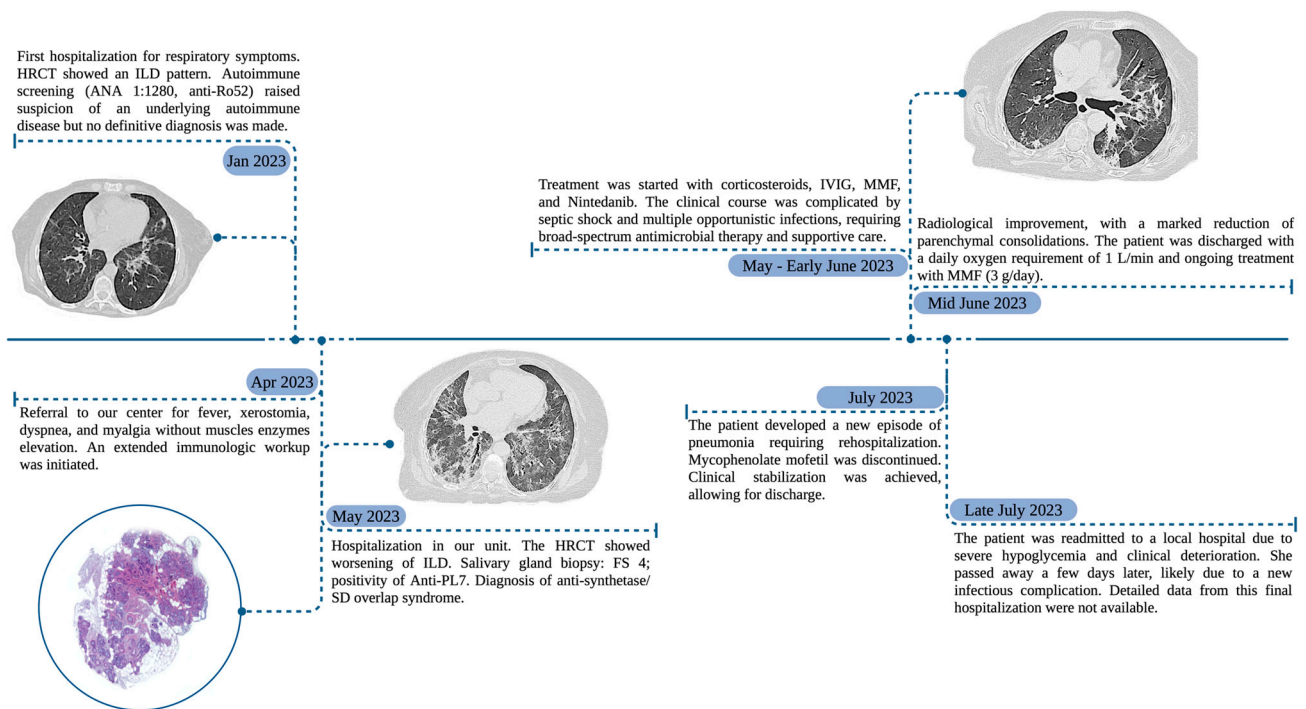 First hospitalization for respiratory symptoms.
HRCT showed an ILD pattern. Autoimmune
screening (ANA 1:1280, anti-Ro52) raised
suspicion of an underlying autoimmune
disease but no definitive diagnosis was made.
Jan 2023
Apr 2023
Referral to our center for fever, xerostomia,
dyspnea, and myalgia without muscles enzymes
elevation. An extended immunologic workup
was initiated.
May 2023
Hospitalization in our unit. The HRCT showed
worsening of ILD. Salivary gland biopsy: FS 4;
positivity of Anti-PL7. Diagnosis of anti-synthetase/
SD overlap syndrome.
Treatment was started with corticosteroids, IVIG, MMF,
and Nintedanib. The clinical course was complicated by
septic shock and multiple opportunistic infections, requiring
broad-spectrum antimicrobial therapy and supportive care.
May - Early June 2023
Radiological improvement, with a marked reduction of
parenchymal consolidations. The patient was discharged with
a daily oxygen requirement of 1 L/min and ongoing treatment
with MMF (3 g/day).
Mid June 2023
July 2023
The patient developed a new episode of
pneumonia requiring rehospitalization.
Mycophenolate mofetil was discontinued.
Clinical stabilization was achieved,
allowing for discharge.
Late July 2023
The patient was readmitted to a local hospital due to
severe hypoglycemia and clinical deterioration. She
passed away a few days later, likely due to a new
infectious complication. Detailed data from this final
hospitalization were not available.